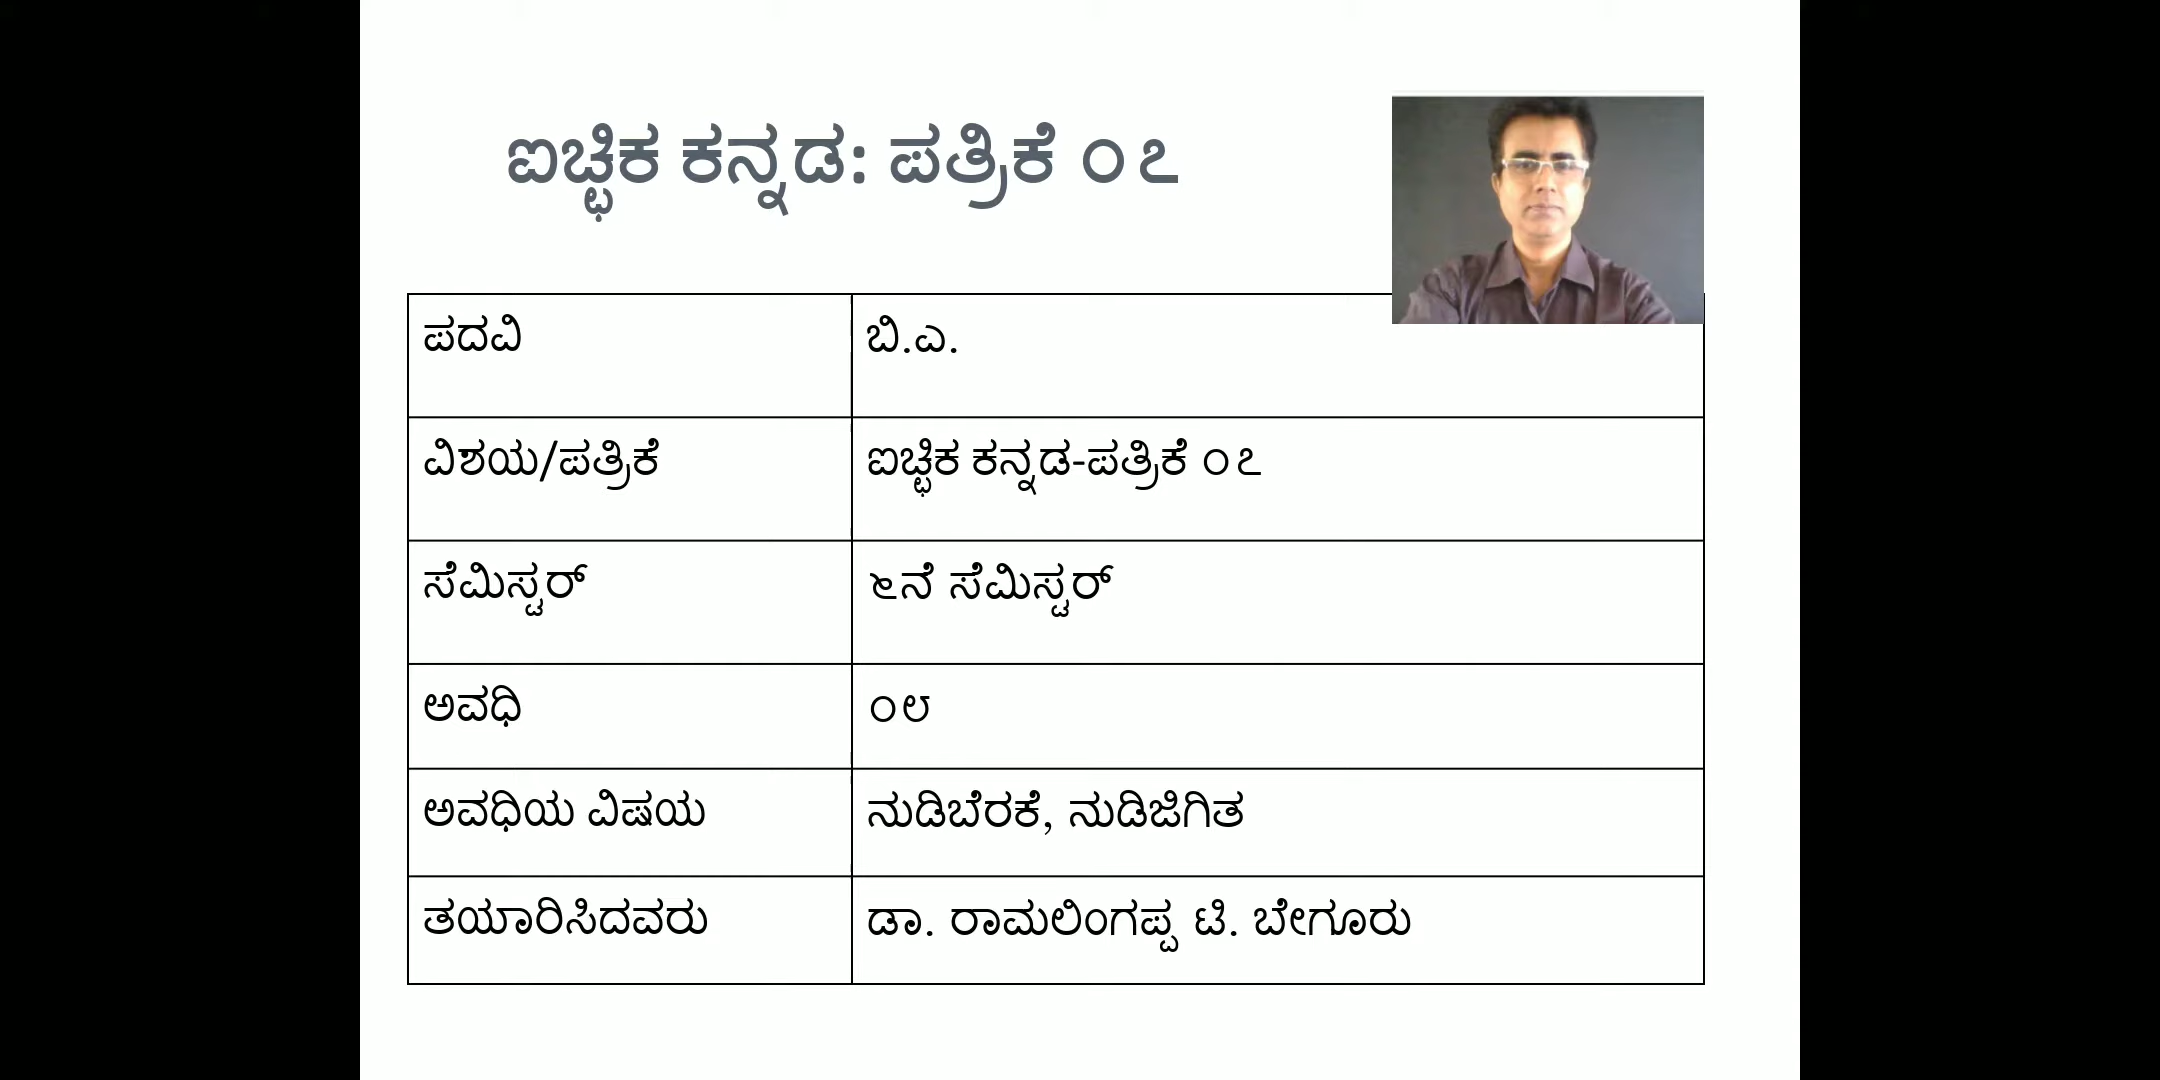 ಐಚ್ಛಿಕ ಕನ್ನಡ: ಪತ್ರಿಕೆ ೦೭
ಪದವಿ
ಬಿ.ಎ.
ವಿಶಯ/ಪತ್ರಿಕೆ
ಐಚ್ಛಿಕ ಕನ್ನಡ-ಪತ್ರಿಕೆ ೦೭
ಸೆಮಿಸ್ಟರ್
೬ನೆ ಸೆಮಿಸ್ಟರ್
ಅವಧಿ
೦೮
ಅವಧಿಯ ವಿಷಯ
ನುಡಿಬೆರಕೆ, ನುಡಿಜಿಗಿತ
ತಯಾರಿಸಿದವರು
ಡಾ. ರಾಮಲಿಂಗಪ್ಪ ಟಿ. ಬೇಗೂರು